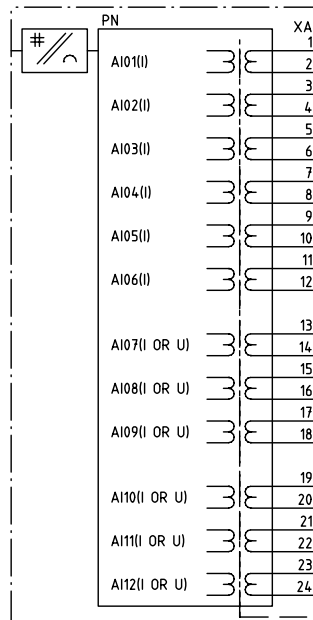 PN XA
1
AI01(I) 2
3
AI02(I) 4
5
AI03(I) 6
7
AI04(I) 8
9
AI05(I) 10
11
AI06(I) 12
13
AI07(I OR U) 14
15
AI08(I OR U) 16
17
AI09(I OR U) 18
19
AI10(I OR U) 20
21
AI11(I OR U) 22
23
AI12(I OR U) 24